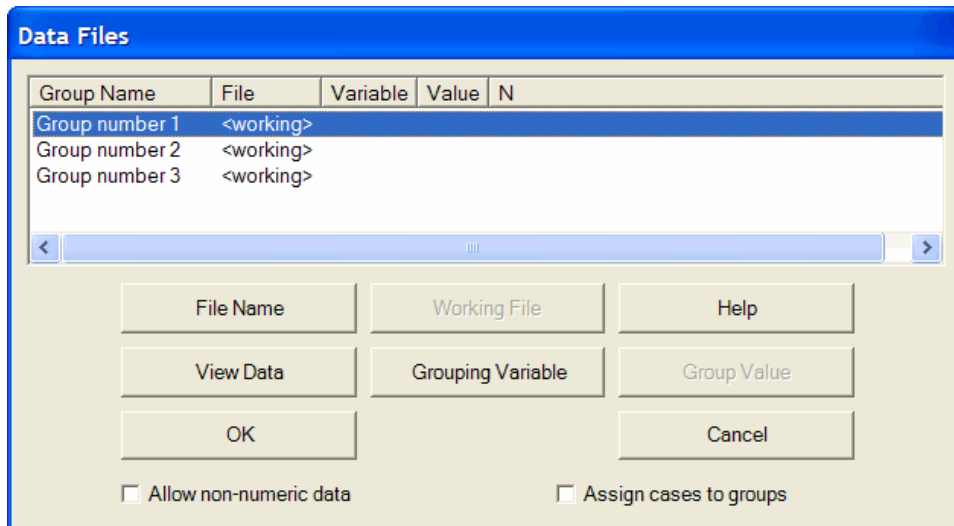 Data Files
Group Name File Variable Value N
Group number 1 <working>
Group number 2 <working>
Group number 3 <working>
File Name Working File Help
View Data Grouping Variable Group Value
OK Cancel
Allow non-numeric data Assign cases to groups